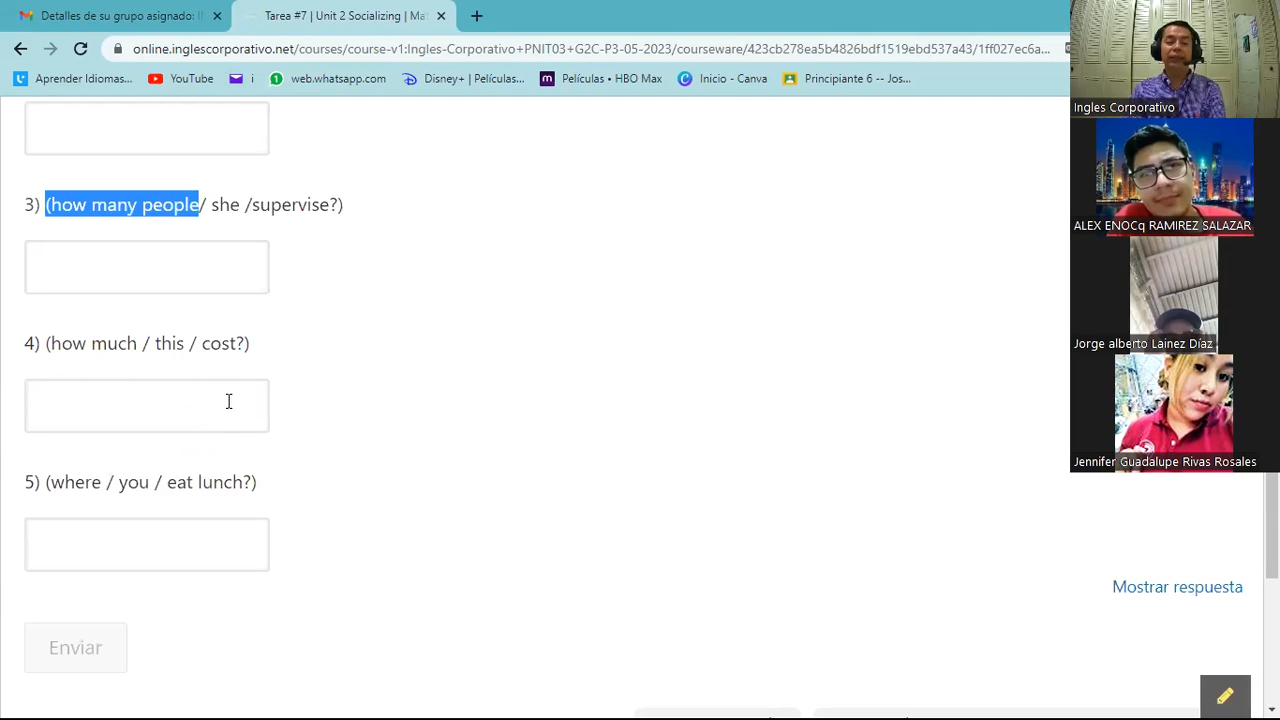 Detalles de su grupo asignado: I
Tarea #7 | Unit 2 Socializing | Mat
online.inglescorporativo.net/courses/course-v1:Ingles-Corporativo+PNIT03+G2C-P3-05-2023/courseware/423cb278ea5b4826bdf1519ebd537e43/1ff027ec6a...
Aprender Idiomas...
YouTube
i
web.whatsapp.com
Disney+ | Pelícu...
Películas • HBO Max
Inicio - Canva
Principiante 6 -- Jos...
Ingles Corporativo
3) (how many people/ she /supervise?)
ALEX ENOCq RAMIREZ SALAZAR
4) (how much / this / cost?)
Jorge alberto Lainez Díaz
Jennifer Guadalupe Rivas Rosales
5) (where / you / eat lunch?)
Mostrar respuesta
Enviar